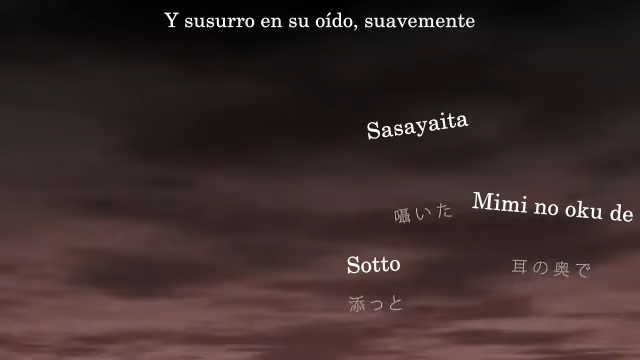 Y susurro en su oído, suavemente
Sasayaita
囁いた
Mimi no oku de
耳の奥で
Sotto
添っと